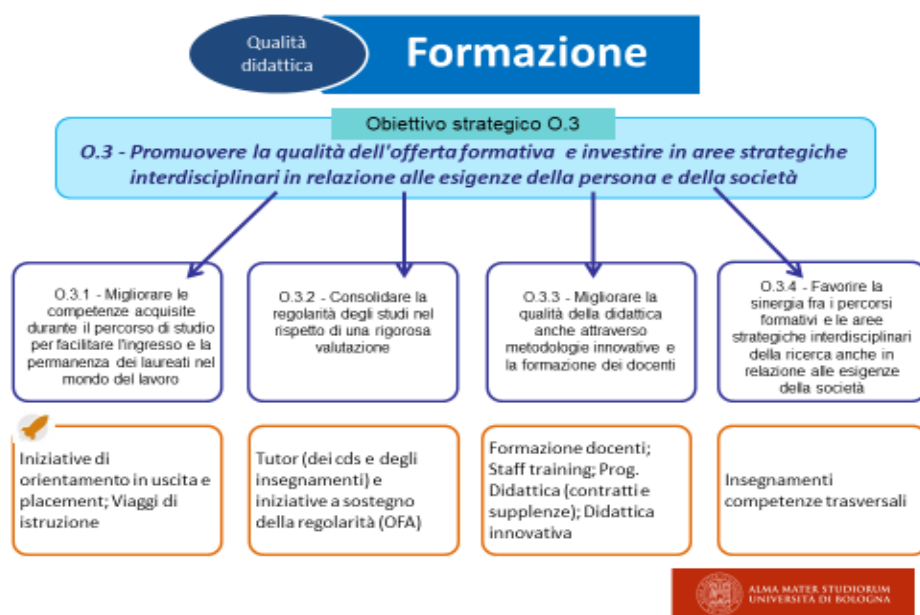 Qualità
didattica
Formazione
Obiettivo strategico O.3
O.3 - Promuovere la qualità dell'offerta formativa e investire in aree strategiche
interdisciplinari in relazione alle esigenze della persona e della società
O.3.1 - Migliorare le
competenze acquisite
durante il percorso di studio
per facilitare l'ingresso e la
permanenza dei laureati nel
mondo del lavoro
O.3.2 - Consolidare la
regolarità degli studi nel
rispetto di una rigorosa
valutazione
O.3.3 - Migliorare la
qualità della didattica
anche attraverso
metodologie innovative e
la formazione dei docenti
O.3.4 - Favorire la
sinergia fra i percorsi
formativi e le aree
strategiche interdisciplinari
della ricerca anche in
relazione alle esigenze
della società
Iniziative di
orientamento in uscita e
placement; Viaggi di
istruzione
Tutor (dei cds e degli
insegnamenti) e
iniziative a sostegno
della regolarità (OFA)
Formazione docenti;
Staff training; Prog.
Didattica (contratti e
supplenze); Didattica
innovativa
Insegnamenti
competenze trasversali
ALMA MATER STUDIORUM
UNIVERSITÀ DI BOLOGNA